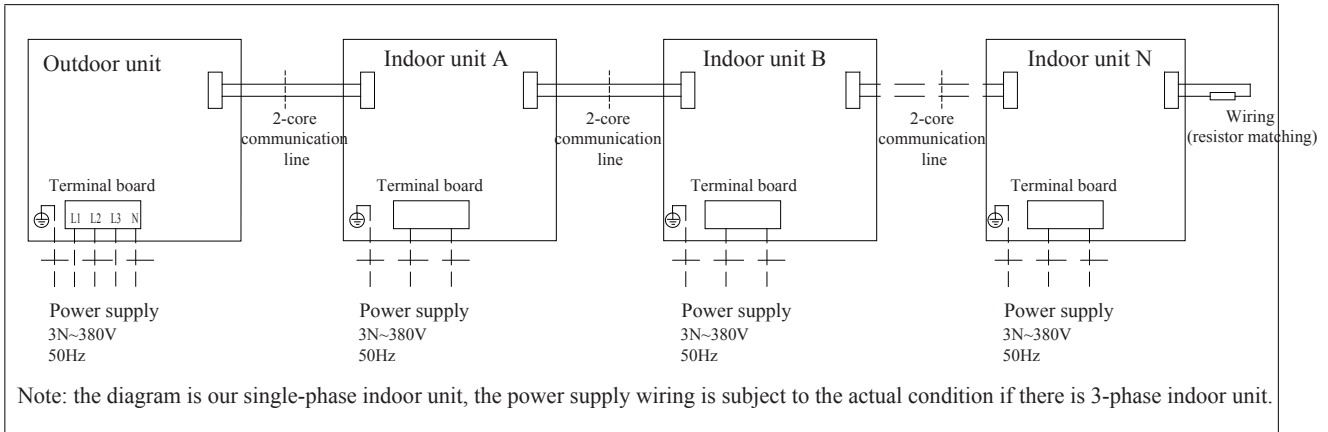 Outdoor unit
Indoor unit A
Indoor unit B
Indoor unit N
2-core
communication
line
2-core
communication
line
2-core
communication
line
Wiring
(resistor matching)
Terminal board
Terminal board
Terminal board
Terminal board
L1 L2 L3 N
Power supply
3N~380V
50Hz
Power supply
3N~380V
50Hz
Power supply
3N~380V
50Hz
Power supply
3N~380V
50Hz
Note: the diagram is our single-phase indoor unit, the power supply wiring is subject to the actual condition if there is 3-phase indoor unit.